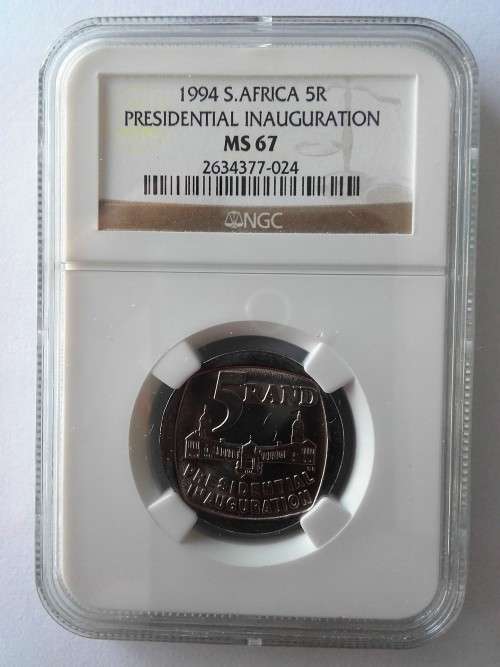 1994 S.AFRICA 5R
PRESIDENTIAL INAUGURATION
MS 67
2634377-024
NGC
5 RAND
PRESIDENTIAL
INAUGURATION